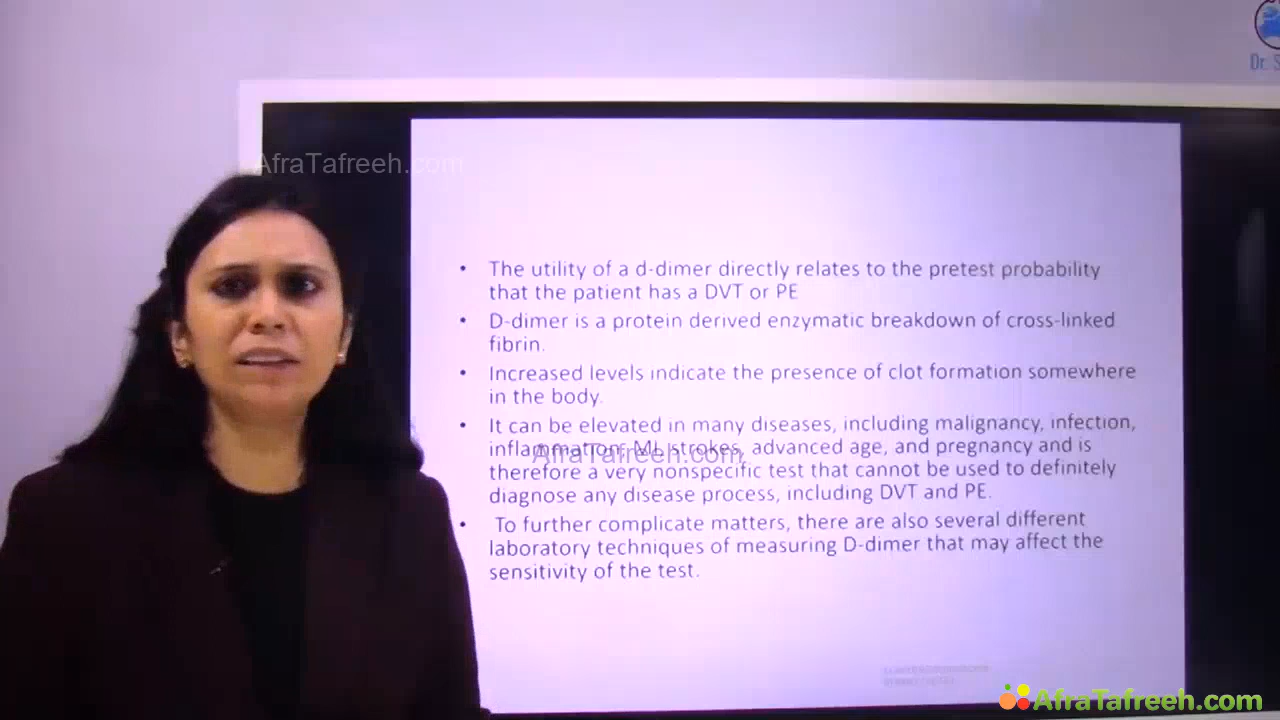 Dr. S
AfraTafreeh.com
• The utility of a d-dimer directly relates to the pretest probability
that the patient has a DVT or PE
• D-dimer is a protein derived enzymatic breakdown of cross-linked
fibrin.
• Increased levels indicate the presence of clot formation somewhere
in the body.
• It can be elevated in many diseases, including malignancy, infection,
inflammation, MI, strokes, advanced age, and pregnancy and is
AfraTafreeh.com
therefore a very nonspecific test that cannot be used to definitely
diagnose any disease process, including DVT and PE.
• To further complicate matters, there are also several different
laboratory techniques of measuring D-dimer that may affect the
sensitivity of the test.
AfraTafreeh.com